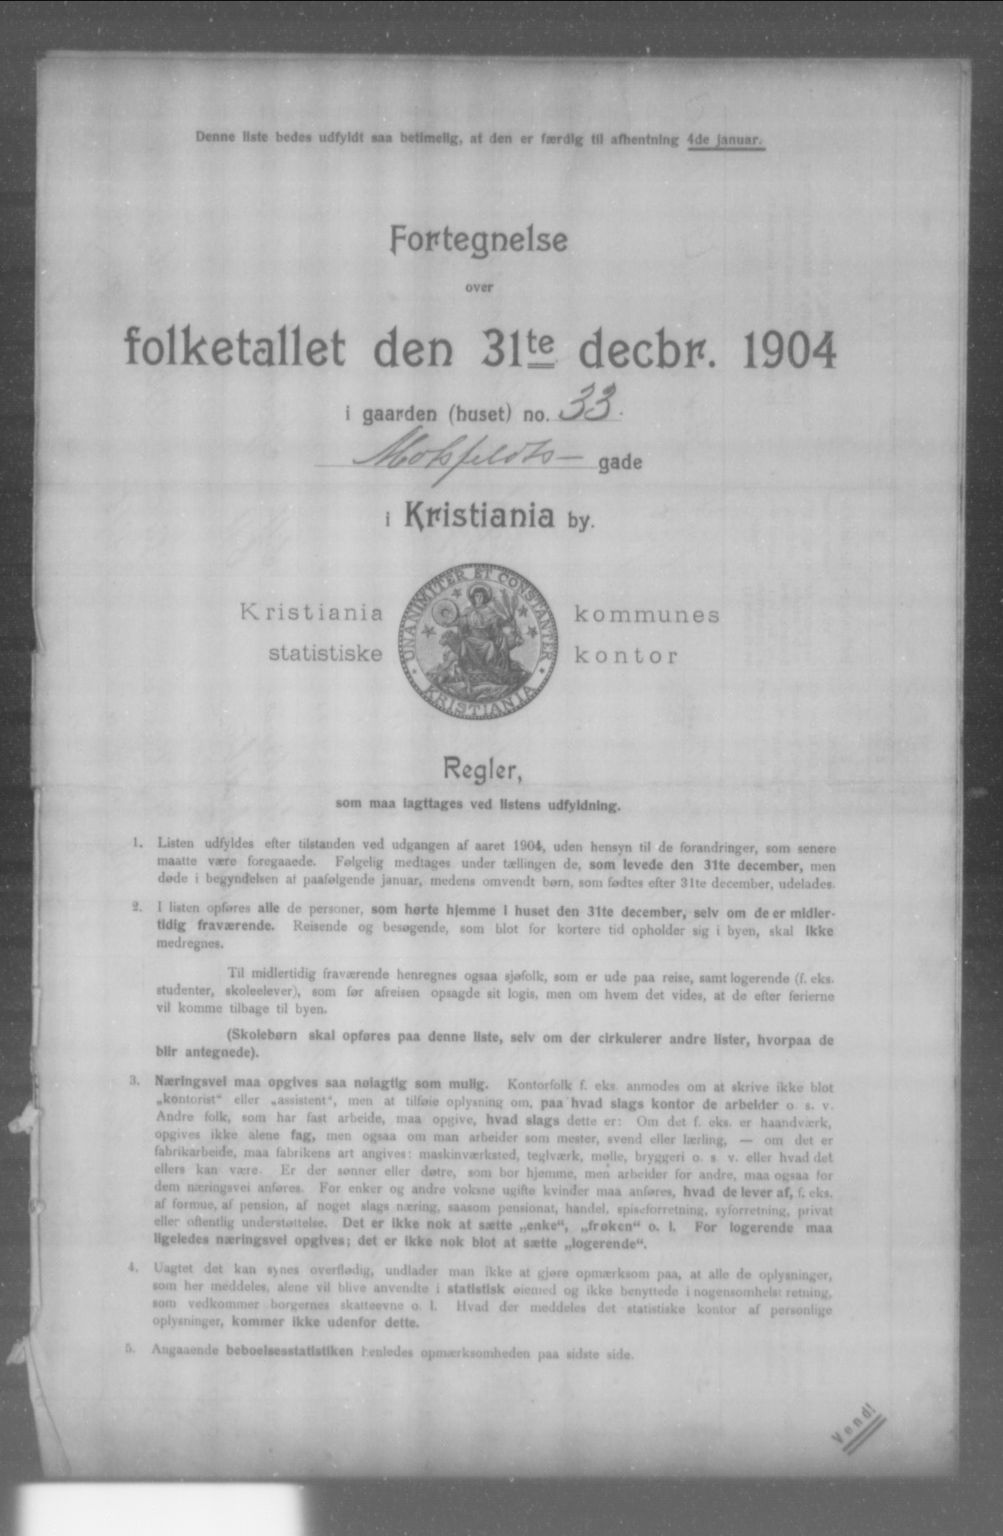 Denne liste bedes udfyldt saa betimelig, at den er færdig til afhentning 4de januar.
Fortegnelse
over
folketallet den 31te decbr. 1904
i gaarden (huset) no. 33.
Motzfeldts— gade
i Kristiania by.
Kristiania kommunes
statistiske kontor
UNANIMITER ET CONSTANTER
KRISTIANIA
Regler,
som maa iagttages ved listens udfyldning.
1. Listen udfyldes efter tilstanden ved udgangen af aaret 1904, uden hensyn til de forandringer, som senere
maatte være foregaaede. Følgelig medtages under tællingen de, som levede den 31te december, men
døde i begyndelsen af paafølgende januar, medens omvendt børn, som fødtes efter 31te december, udelades.
2. I listen opføres alle de personer, som hørte hjemme i huset den 31te december, selv om de er midler-
tidig fraværende. Reisende og besøgende, som blot for kortere tid opholder sig i byen, skal ikke
medregnes.
Til midlertidig fraværende henregnes ogsaa sjøfolk, som er ude paa reise, samt logerende (f. eks.
studenter, skoleelever), som før afreisen opsagde sit logis, men om hvem det vides, at de efter ferierne
vil komme tilbage til byen.
(Skolebørn skal opføres paa denne liste, selv om der cirkulerer andre lister, hvorpaa de
blir antegnede).
3. Næringsvei maa opgives saa nøiagtig som mulig. Kontorfolk f. eks. anmodes om at skrive ikke blot
„kontorist“ eller „assistent“, men at tilføie oplysning om, paa hvad slags kontor de arbeider o. s. v.
Andre folk, som har fast arbeide, maa opgive, hvad slags dette er: Om det f. eks. er haandværk,
opgives ikke alene fag, men ogsaa om man arbeider som mester, svend eller lærling, — om det er
fabrikarbeide, maa fabrikens art angives: maskinværksted, teglværk, mølle, bryggeri o. s. v. eller hvad det
ellers kan være. Er der sønner eller døtre, som bor hjemme, men arbeider for andre, maa ogsaa for
dem næringsvei anføres. For enker og andre voksne ugifte kvinder maa anføres, hvad de lever af, f. eks.
af formue, af pension, af noget slags næring, saasom pensionat, handel, spiseforretning, syforretning, privat
eller offentlig understøttelse. Det er ikke nok at sætte „enke“, „frøken“ o. l. For logerende maa
ligeledes næringsvei opgives; det er ikke nok blot at sætte „logerende“.
4. Uagtet det kan synes overflødig, undlader man ikke at gjøre opmærksom paa, at alle de oplysninger,
som her meddeles, alene vil blive anvendte i statistisk øiemed og ikke benyttede i nogensomhelst retning,
som vedkommer borgernes skatteevne o. l. Hvad der meddeles det statistiske kontor af personlige
oplysninger, kommer ikke udenfor dette.
5. Angaaende beboelsesstatistiken henledes opmærksomheden paa sidste side.
Vend!